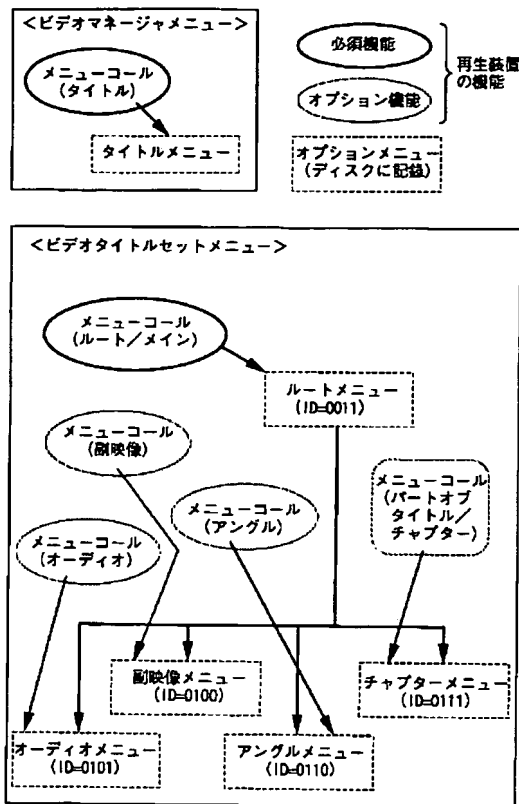 <ビデオマネージャメニュー>
メニューコール
(タイトル)
タイトルメニュー
必須機能
オプション機能
再生装置
の機能
オプションメニュー
(ディスクに記録)
<ビデオタイトルセットメニュー>
メニューコール
(ルート/メイン)
ルートメニュー
(ID=0011)
メニューコール
(副映像)
メニューコール
(アングル)
メニューコール
(パートオブ
タイトル/
チャプター)
メニューコール
(オーディオ)
副映像メニュー
(ID=0100)
チャプターメニュー
(ID=0111)
オーディオメニュー
(ID=0101)
アングルメニュー
(ID=0110)